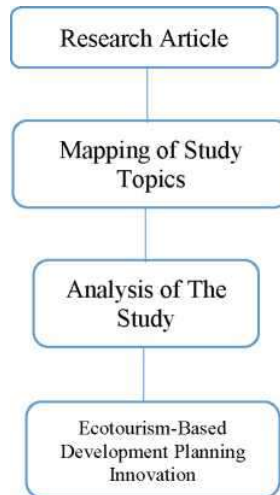 Research Article
Mapping of Study
Topics
Analysis of The
Study
Ecotourism-Based
Development Planning
Innovation